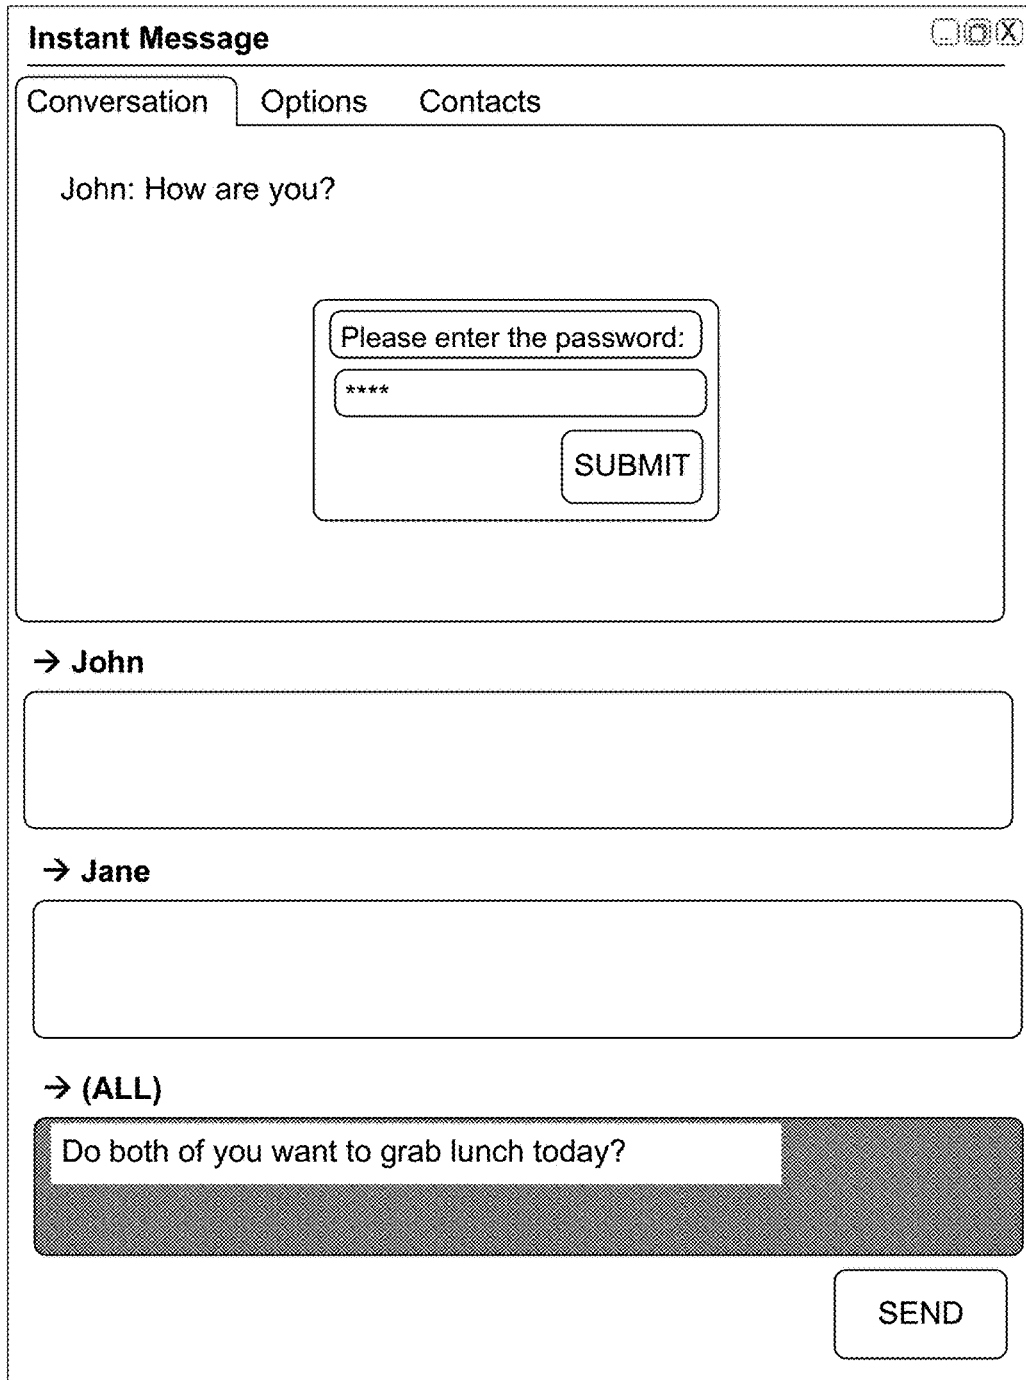 Instant Message
X
Conversation Options Contacts
John: How are you?
Please enter the password:
****
SUBMIT
→ John
→ Jane
→ (ALL)
Do both of you want to grab lunch today?
SEND